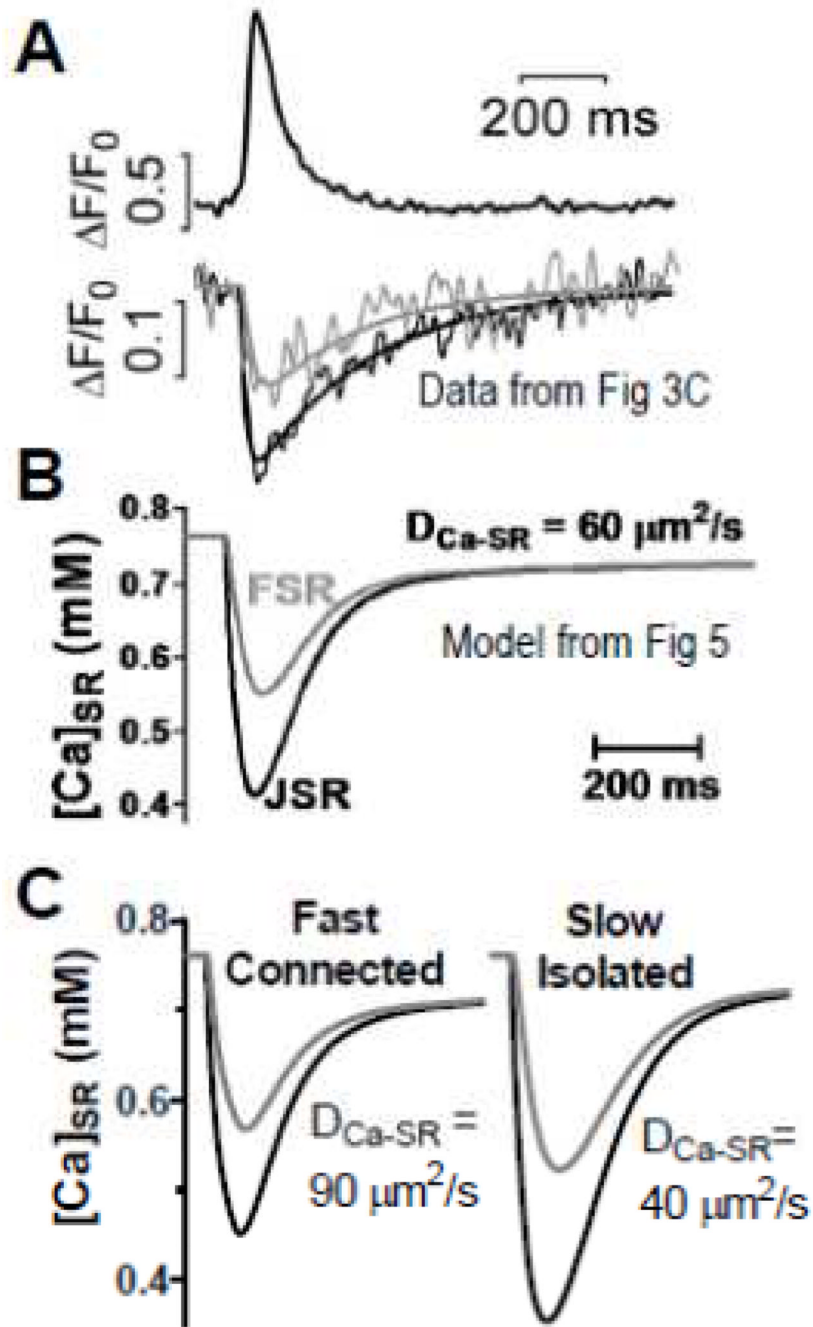 A
200 ms
ΔF/F0
0.5
ΔF/F0
0.1
Data from Fig 3C
B
[Ca]SR (mM)
0.8
0.7
0.6
0.5
0.4
DCa-SR = 60 μm²/s
FSR
Model from Fig 5
JSR
200 ms
C
[Ca]SR (mM)
0.8
0.6
0.4
Fast
Connected
Slow
Isolated
DCa-SR =
90 μm²/s
DCa-SR=
40 μm²/s